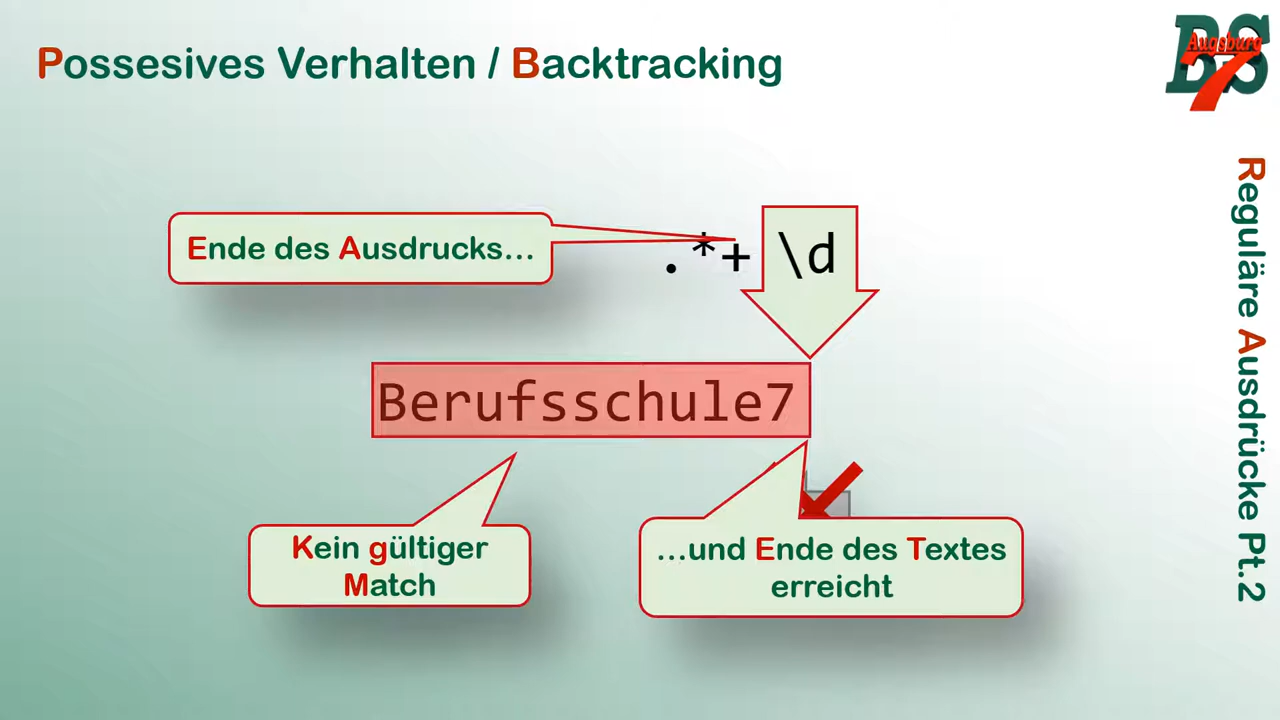 Possesives Verhalten / Backtracking
BS
Augsburg
7
Ende des Ausdrucks...
.*+ \d
Berufsschule7
Kein gültiger
Match
...und Ende des Textes
erreicht
Reguläre Ausdrücke Pt.2